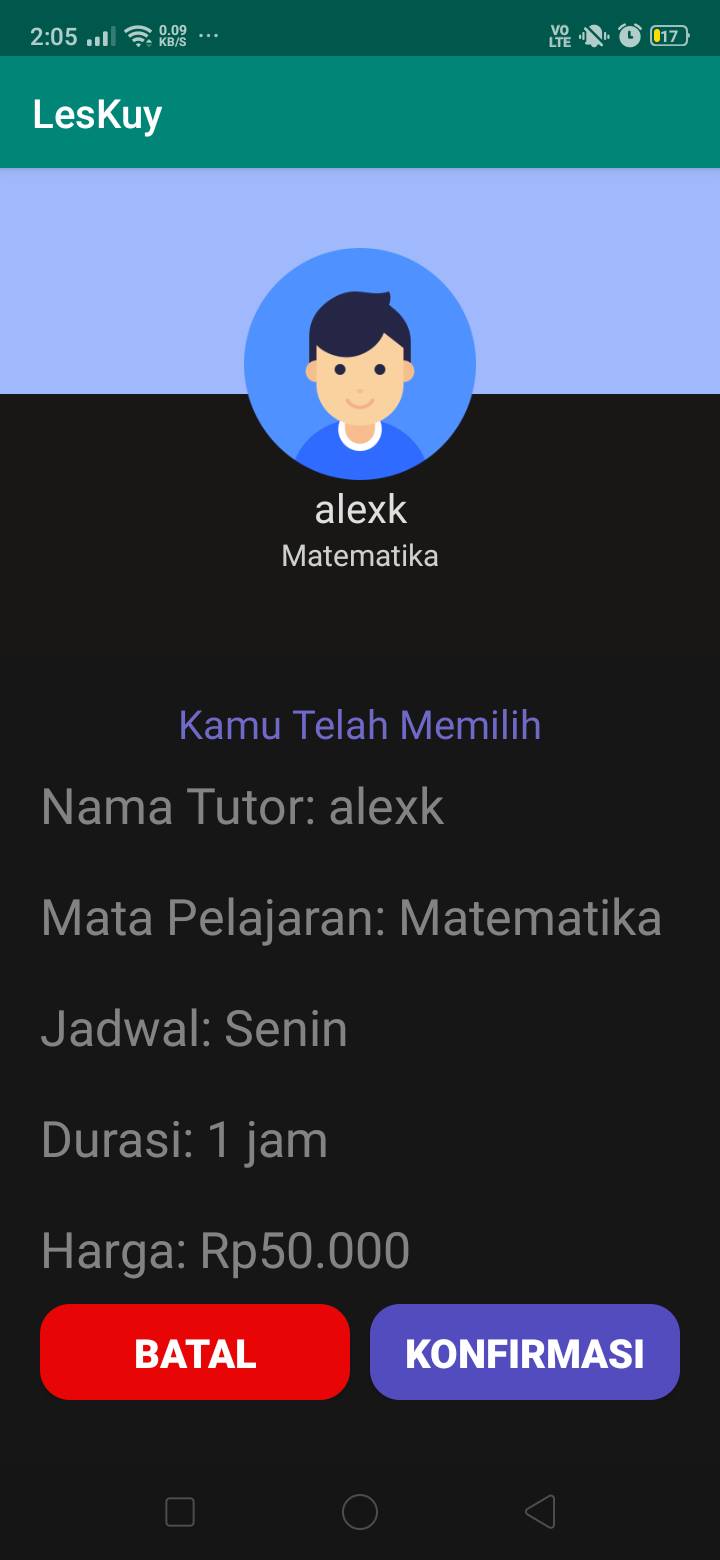 2:05 0.09 KB/S ... VO LTE 17
LesKuy
alexk
Matematika
Kamu Telah Memilih
Nama Tutor: alexk
Mata Pelajaran: Matematika
Jadwal: Senin
Durasi: 1 jam
Harga: Rp50.000
BATAL KONFIRMASI